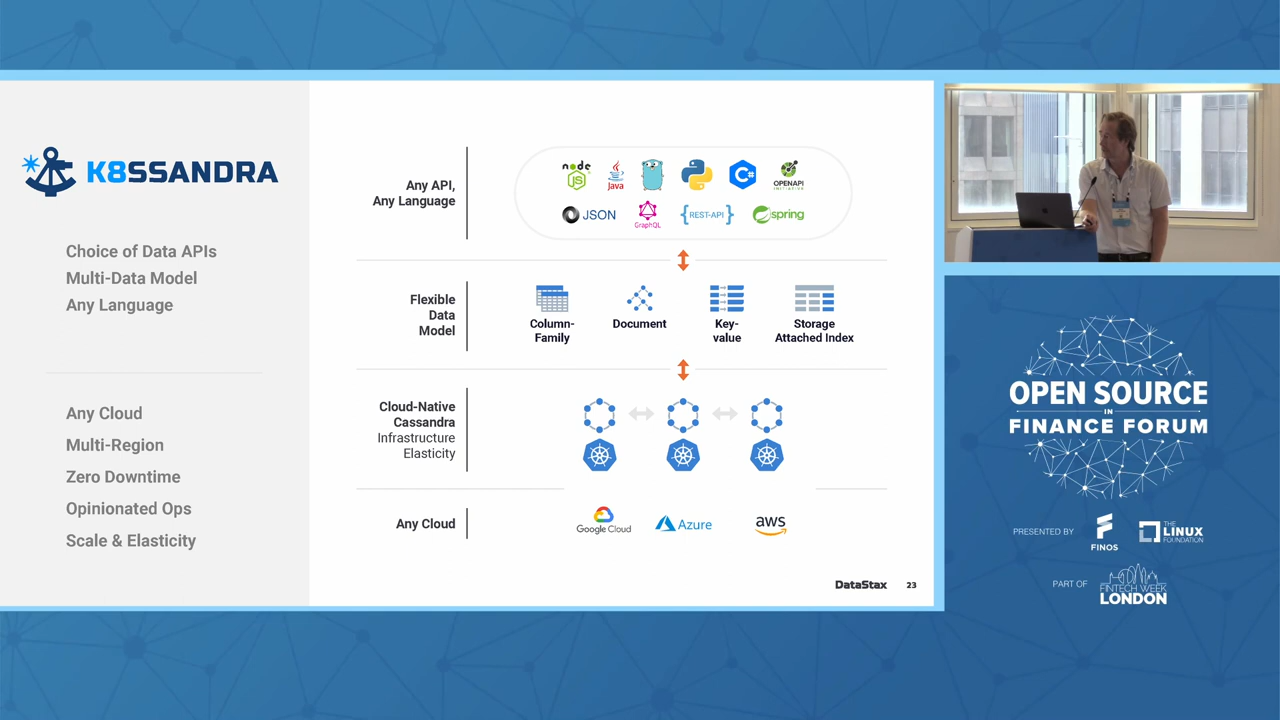 K8SSANDRA
Choice of Data APIs
Multi-Data Model
Any Language
Any Cloud
Multi-Region
Zero Downtime
Opinionated Ops
Scale & Elasticity
Any API,
Any Language
node
JS
Java
C#
OPENAPI
INITIATIVE
JSON
GraphQL
{REST-API}
spring
Flexible
Data
Model
Column-
Family
Document
Key-
value
Storage
Attached Index
Cloud-Native
Cassandra
Infrastructure
Elasticity
Any Cloud
Google Cloud
Azure
aws
DataStax
23
OPEN SOURCE
IN
FINANCE FORUM
PRESENTED BY
FINOS
THE
LINUX
FOUNDATION
PART OF
FINTECH WEEK
LONDON